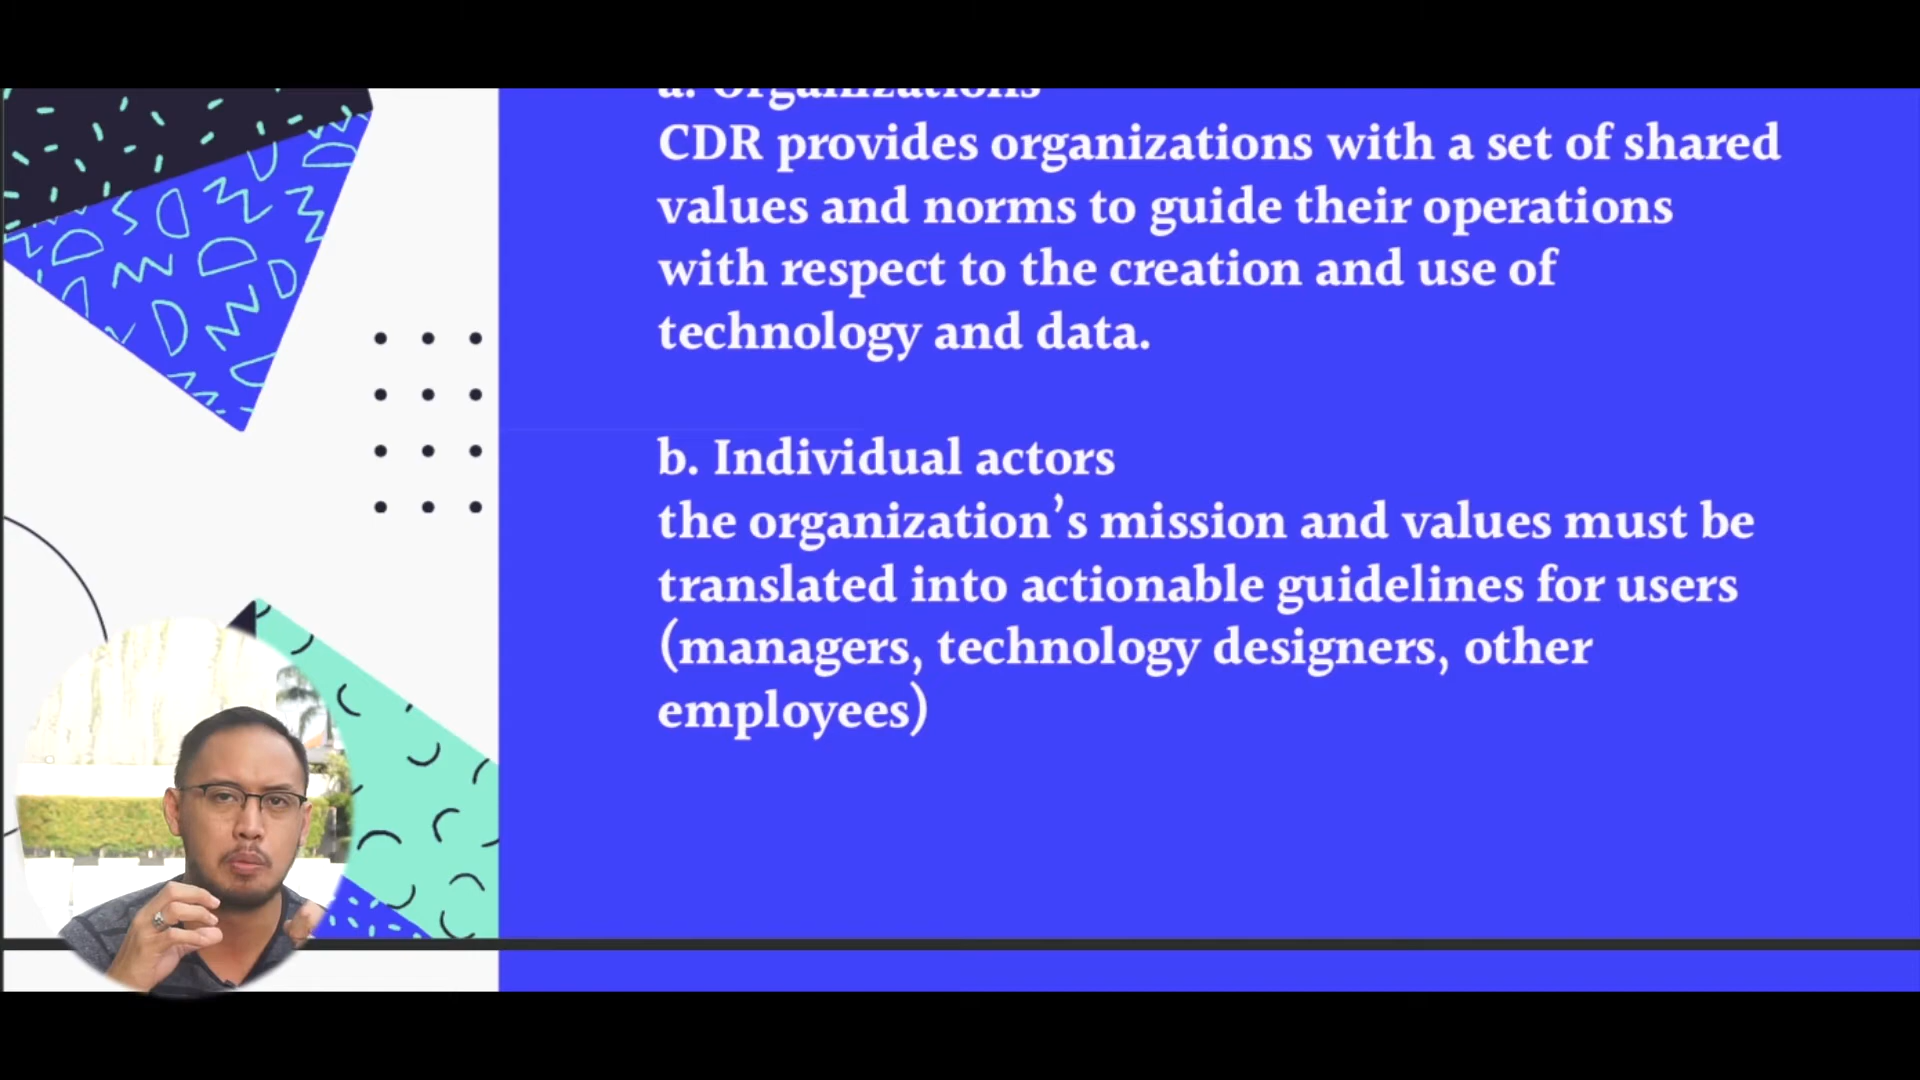 a. Organizations
CDR provides organizations with a set of shared
values and norms to guide their operations
with respect to the creation and use of
technology and data.
b. Individual actors
the organization’s mission and values must be
translated into actionable guidelines for users
(managers, technology designers, other
employees)